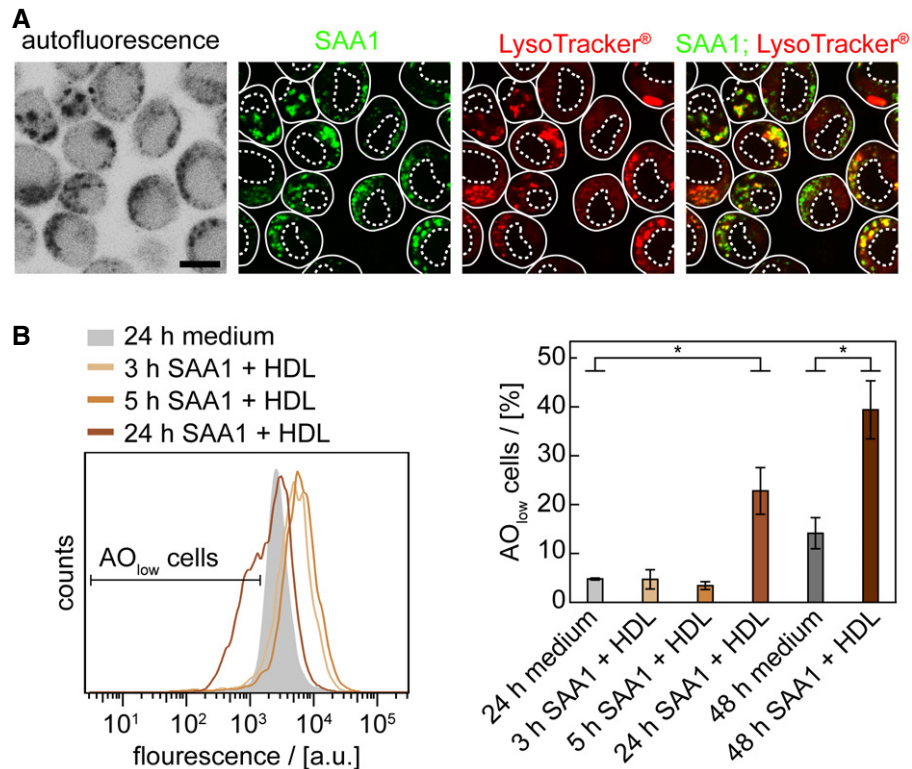 A
autofluorescence
SAA1
LysoTracker®
SAA1; LysoTracker®
B
24 h medium
3 h SAA1 + HDL
5 h SAA1 + HDL
24 h SAA1 + HDL
counts
AOlow cells
10¹ 10² 10³ 10⁴ 10⁵
flourescence / [a.u.]
AOlow cells / [%]
50
40
30
20
10
0
* *
24 h medium
3 h SAA1 + HDL
5 h SAA1 + HDL
24 h SAA1 + HDL
48 h medium
48 h SAA1 + HDL